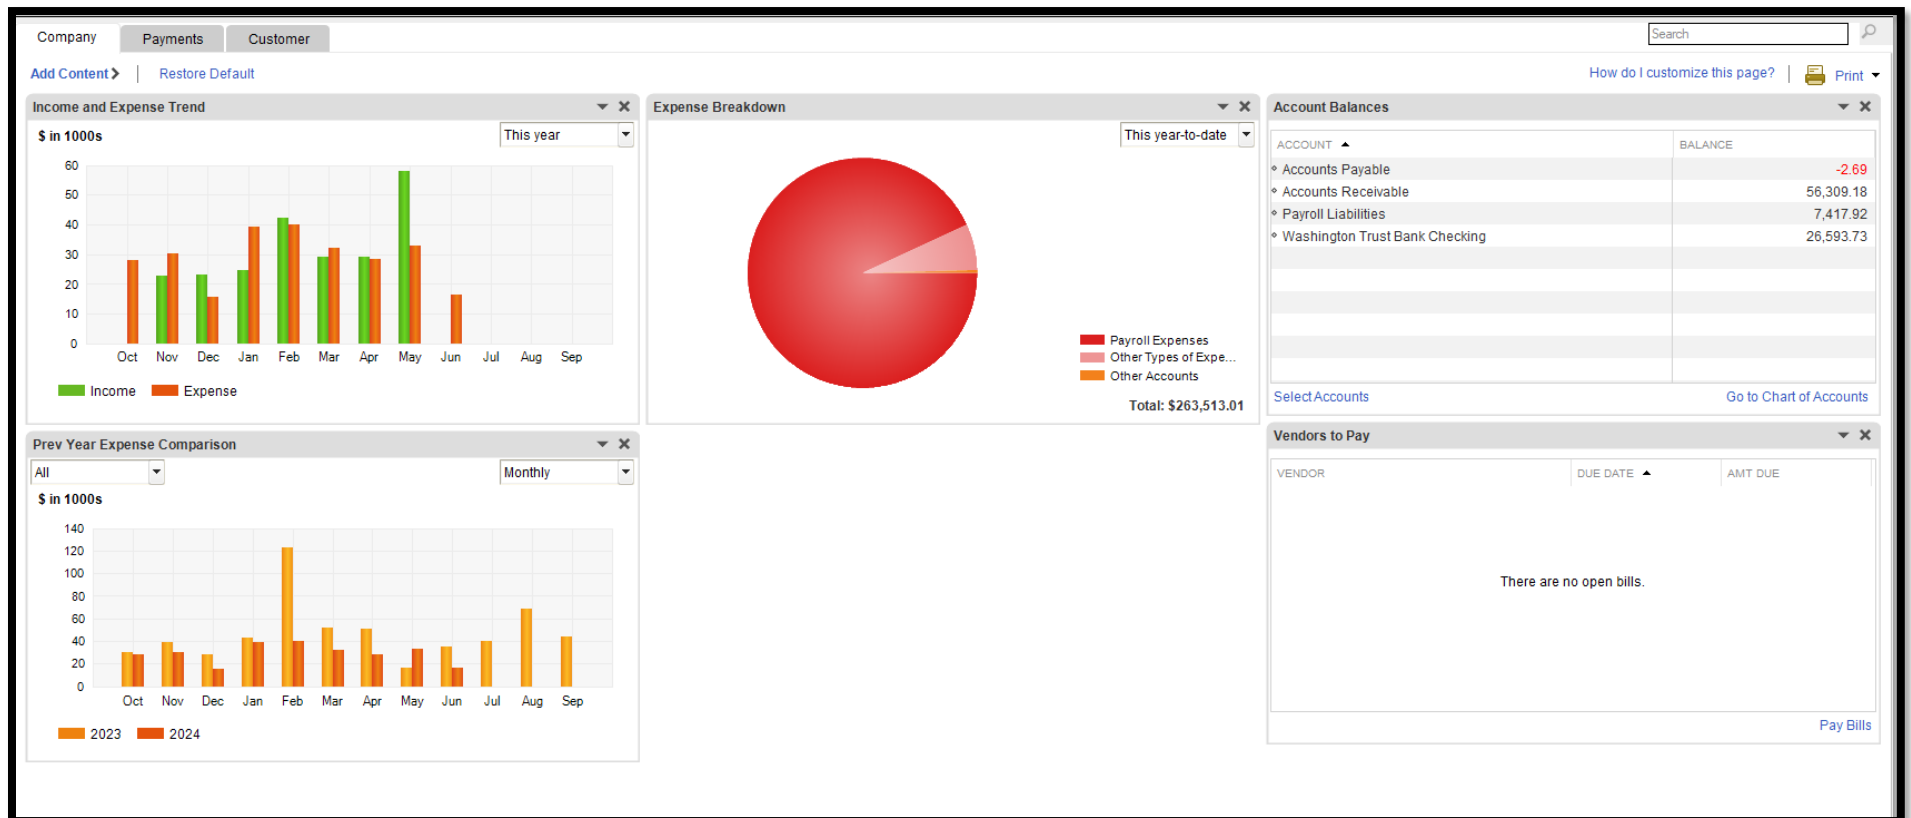 Company Payments Customer Search
Add Content Restore Default How do I customize this page? Print
Income and Expense Trend
$ in 1000s This year
60
50
40
30
20
10
0
Oct Nov Dec Jan Feb Mar Apr May Jun Jul Aug Sep
Income Expense
Expense Breakdown
This year-to-date
Payroll Expenses
Other Types of Expe...
Other Accounts
Total: $263,513.01
Account Balances
ACCOUNT BALANCE
Accounts Payable -2.69
Accounts Receivable 56,309.18
Payroll Liabilities 7,417.92
Washington Trust Bank Checking 26,593.73
Select Accounts Go to Chart of Accounts
Prev Year Expense Comparison
All Monthly
$ in 1000s
140
120
100
80
60
40
20
0
Oct Nov Dec Jan Feb Mar Apr May Jun Jul Aug Sep
2023 2024
Vendors to Pay
VENDOR DUE DATE AMT DUE
There are no open bills.
Pay Bills